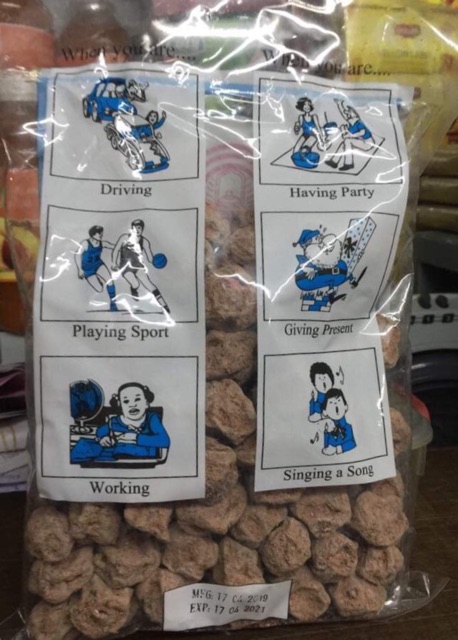 When you are....
When you are....
Driving
Having Party
Playing Sport
Giving Present
Working
Singing a Song
MFG: 17 04 2019
EXP: 17 04 2021